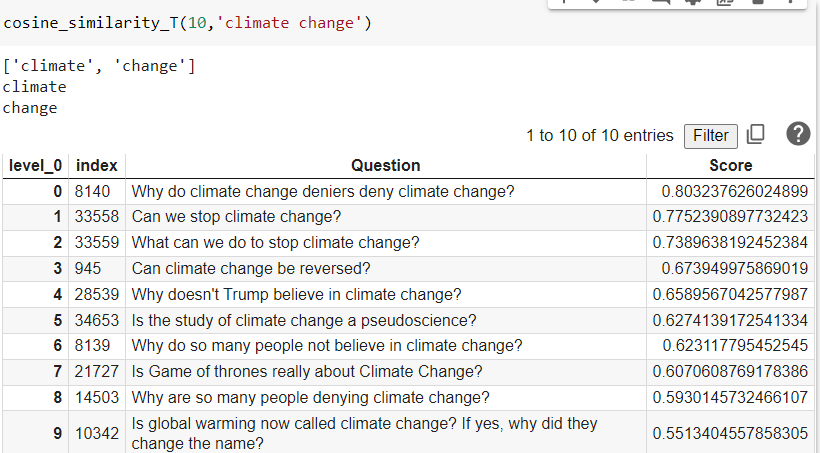 cosine_similarity_T(10,'climate change')
['climate', 'change']
climate
change
1 to 10 of 10 entries Filter
level_0 index Question Score
0 8140 Why do climate change deniers deny climate change? 0.803237626024899
1 33558 Can we stop climate change? 0.7752390897732423
2 33559 What can we do to stop climate change? 0.7389638192452384
3 945 Can climate change be reversed? 0.673949975869019
4 28539 Why doesn't Trump believe in climate change? 0.6589567042577987
5 34653 Is the study of climate change a pseudoscience? 0.6274139172541334
6 8139 Why do so many people not believe in climate change? 0.623117795452545
7 21727 Is Game of thrones really about Climate Change? 0.6070608769178386
8 14503 Why are so many people denying climate change? 0.5930145732466107
9 10342 Is global warming now called climate change? If yes, why did they
change the name? 0.5513404557858305